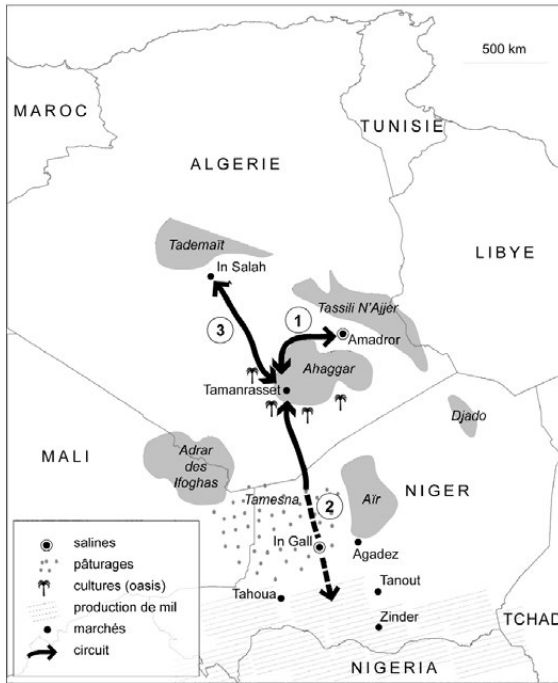 500 km
MAROC
TUNISIE
ALGERIE
LIBYE
Tademaït
In Salah
Tassili N'Ajjer
1
3
Amadror
Ahaggar
Tamanrasset
Djado
MALI
Adrar
des
Ifoghas
NIGER
Tamesna
Aïr
2
In Gall
Agadez
Tahoua
Tanout
Zinder
TCHAD
NIGERIA
salines
pâturages
cultures (oasis)
production de mil
marchés
circuit